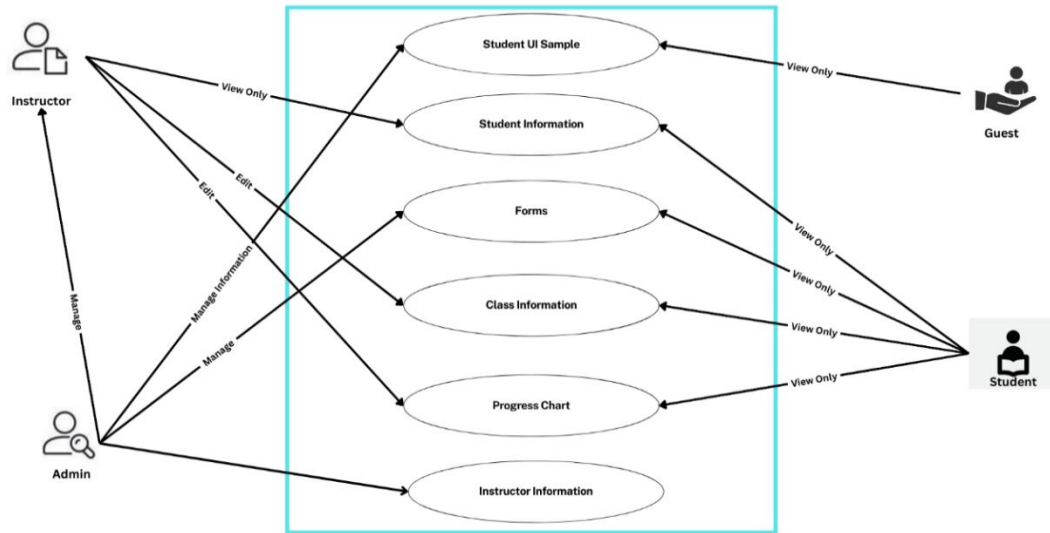 Student UI Sample
View Only
Instructor
View Only
Guest
Student Information
Edit
Edit
Forms
View Only
Manage Information
View Only
Class Information
Manage
View Only
Manage
View Only
Student
Progress Chart
Admin
Instructor Information